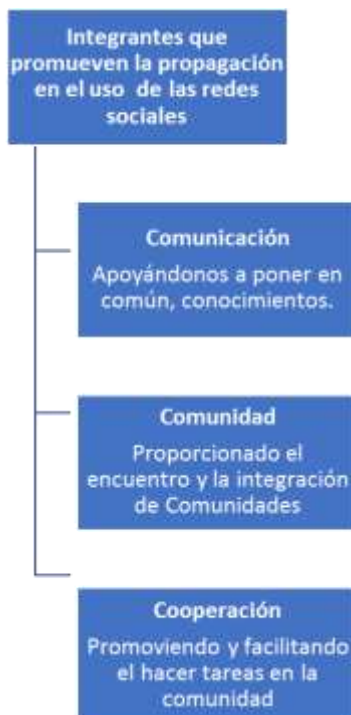 Integrantes que
promueven la propagación
en el uso de las redes
sociales
Comunicación
Apoyándonos a poner en
común, conocimientos.
Comunidad
Proporcionado el
encuentro y la integración
de Comunidades
Cooperación
Promoviendo y facilitando
el hacer tareas en la
comunidad